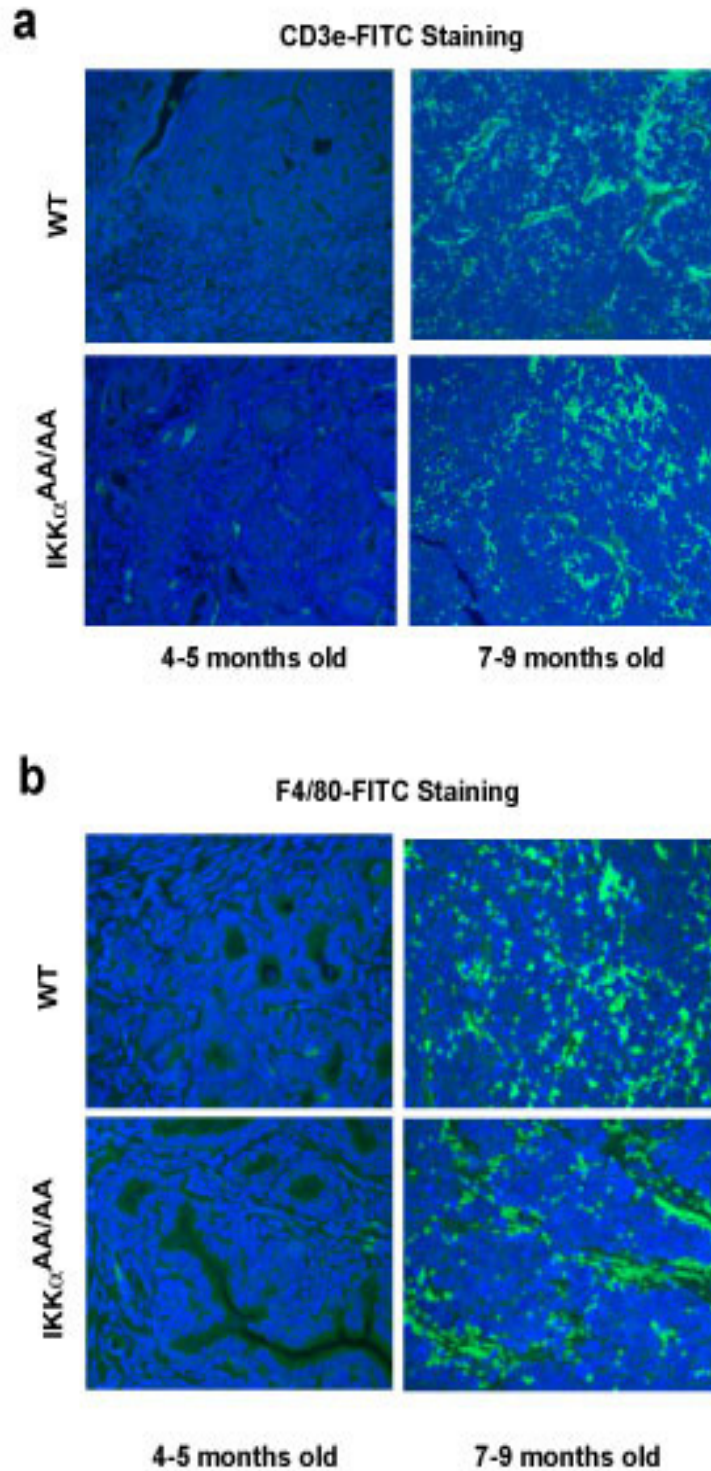 a
CD3e-FITC Staining
WT
IKKαAA/AA
4-5 months old
7-9 months old
b
F4/80-FITC Staining
WT
IKKαAA/AA
4-5 months old
7-9 months old